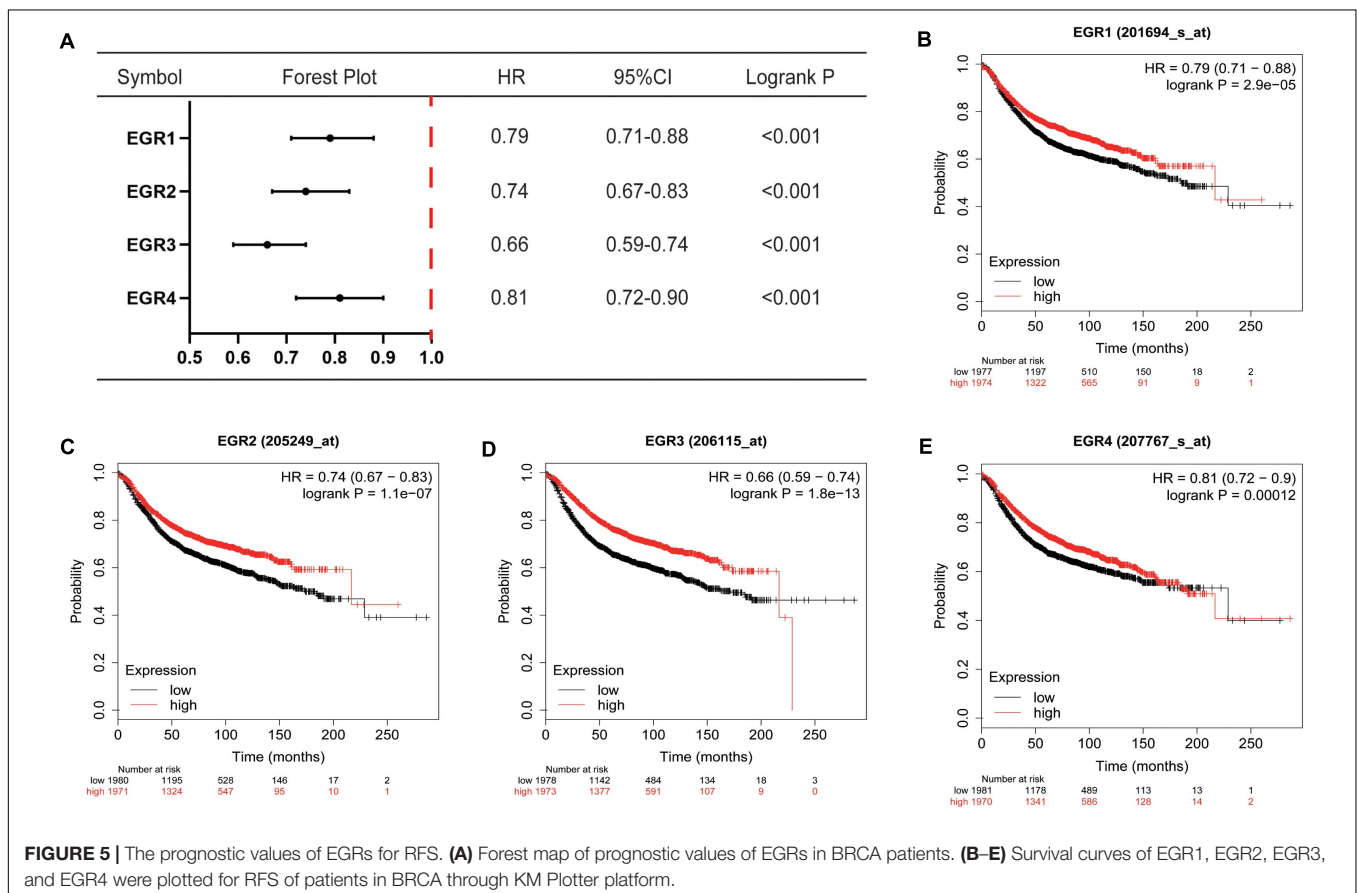 A
Symbol Forest Plot HR 95%CI Logrank P
EGR1 0.79 0.71-0.88 <0.001
EGR2 0.74 0.67-0.83 <0.001
EGR3 0.66 0.59-0.74 <0.001
EGR4 0.81 0.72-0.90 <0.001
0.5 0.6 0.7 0.8 0.9 1.0
B
EGR1 (201694_s_at)
HR = 0.79 (0.71 − 0.88)
logrank P = 2.9e−05
Probability
1.0
0.8
0.6
0.4
0.2
0.0
Expression
low
high
0 50 100 150 200 250
Time (months)
Number at risk
low 1977 1197 510 150 18 2
high 1974 1322 565 91 9 1
C
EGR2 (205249_at)
HR = 0.74 (0.67 − 0.83)
logrank P = 1.1e−07
Probability
1.0
0.8
0.6
0.4
0.2
0.0
Expression
low
high
0 50 100 150 200 250
Time (months)
Number at risk
low 1980 1195 528 146 17 2
high 1971 1324 547 95 10 1
D
EGR3 (206115_at)
HR = 0.66 (0.59 − 0.74)
logrank P = 1.8e−13
Probability
1.0
0.8
0.6
0.4
0.2
0.0
Expression
low
high
0 50 100 150 200 250
Time (months)
Number at risk
low 1978 1142 484 134 18 3
high 1973 1377 591 107 9 0
E
EGR4 (207767_s_at)
HR = 0.81 (0.72 − 0.9)
logrank P = 0.00012
Probability
1.0
0.8
0.6
0.4
0.2
0.0
Expression
low
high
0 50 100 150 200 250
Time (months)
Number at risk
low 1981 1178 489 113 13 1
high 1970 1341 586 128 14 2
FIGURE 5 | The prognostic values of EGRs for RFS. (A) Forest map of prognostic values of EGRs in BRCA patients. (B–E) Survival curves of EGR1, EGR2, EGR3,
and EGR4 were plotted for RFS of patients in BRCA through KM Plotter platform.